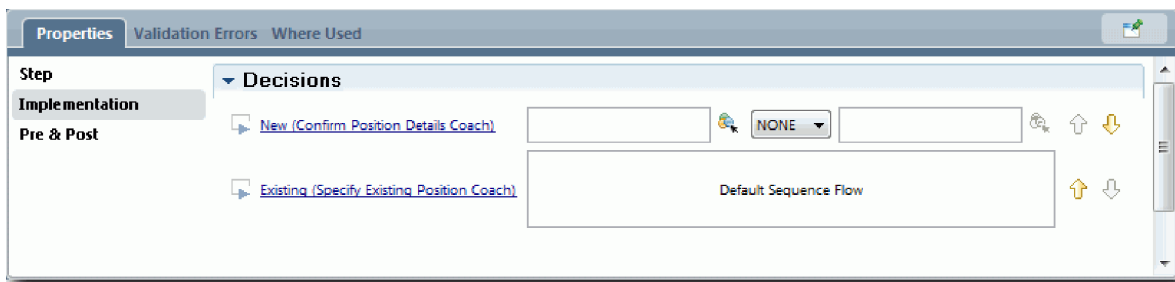 Properties Validation Errors Where Used
Step
Implementation
Pre & Post
Decisions
New (Confirm Position Details Coach) NONE
Existing (Specify Existing Position Coach) Default Sequence Flow